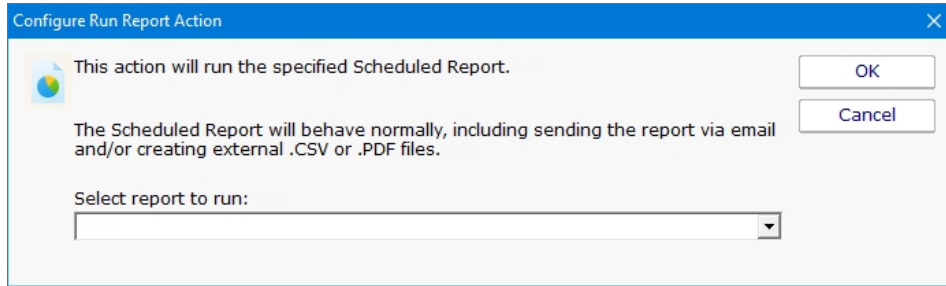 Configure Run Report Action
This action will run the specified Scheduled Report.
OK
Cancel
The Scheduled Report will behave normally, including sending the report via email
and/or creating external .CSV or .PDF files.
Select report to run: